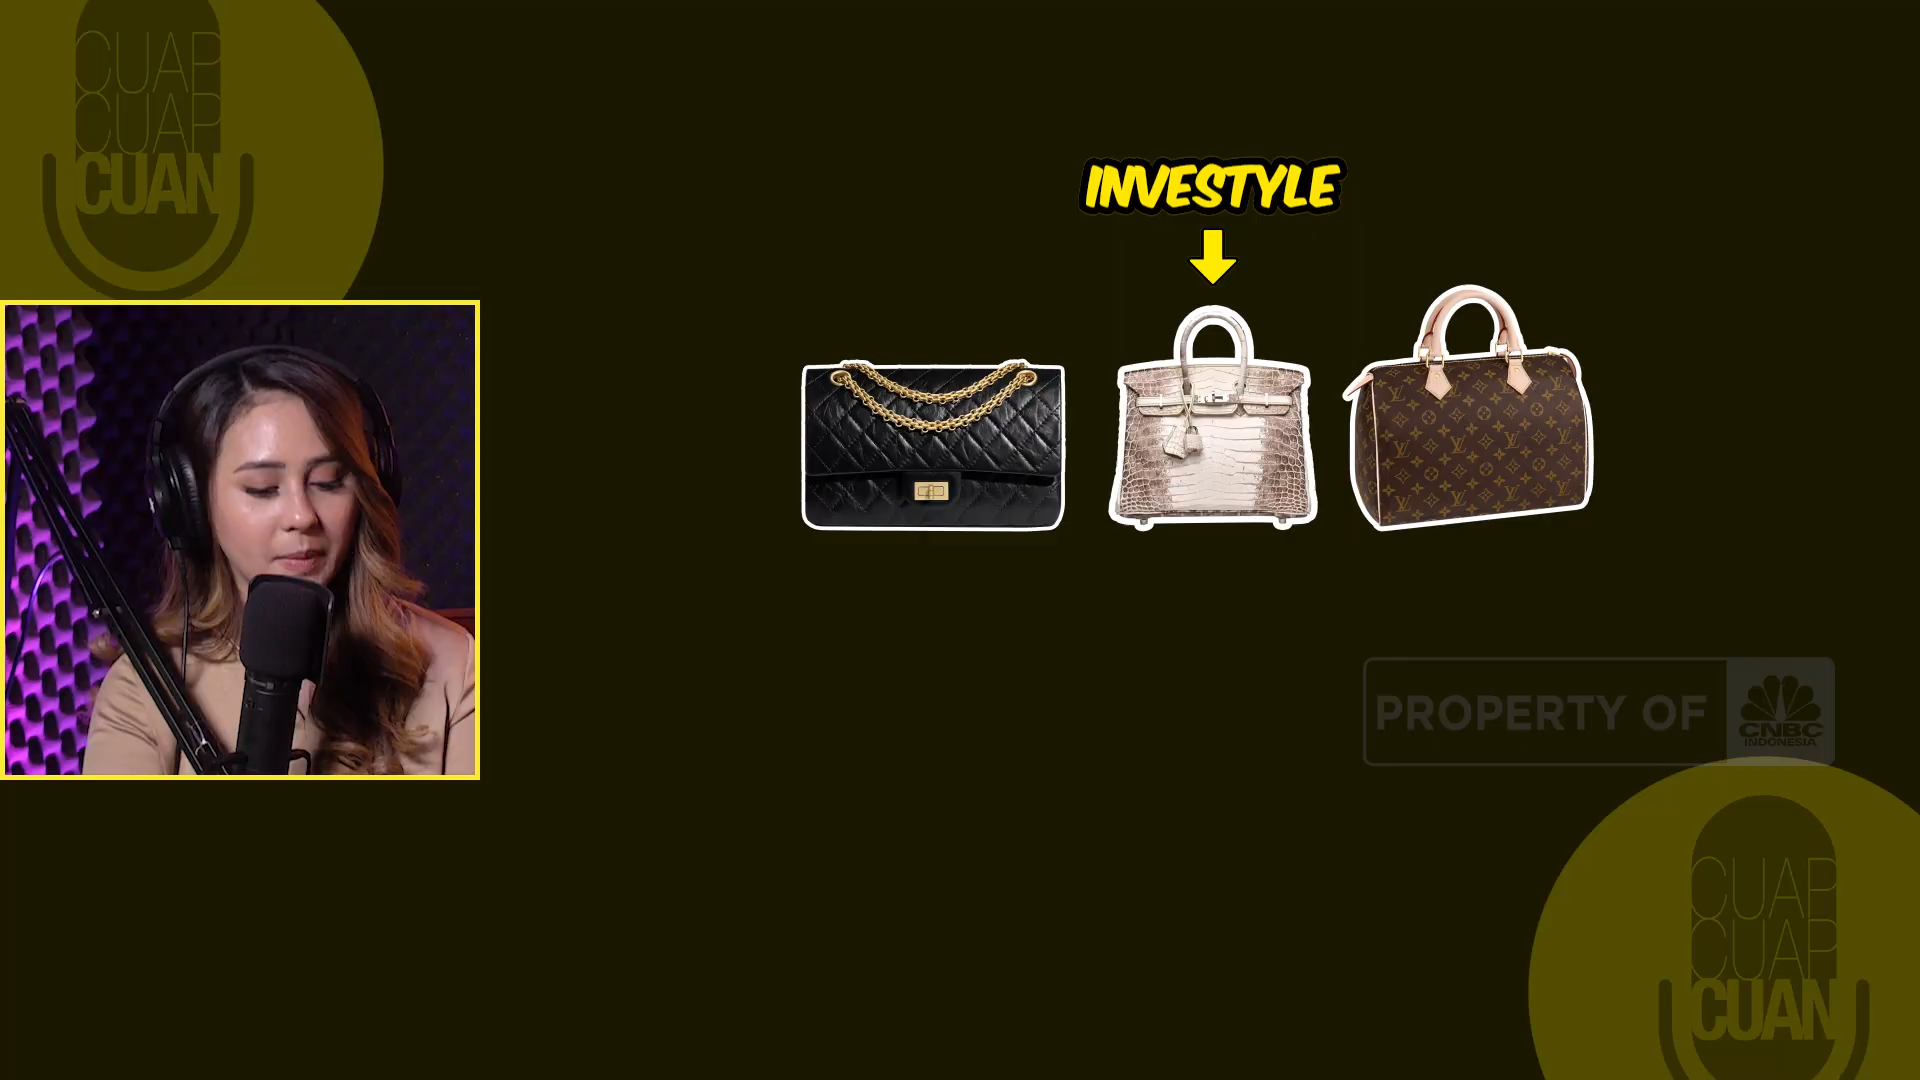 CUAP
CUAP
CUAN
INVESTYLE
PROPERTY OF
CNBC
INDONESIA
CUAP
CUAP
CUAN